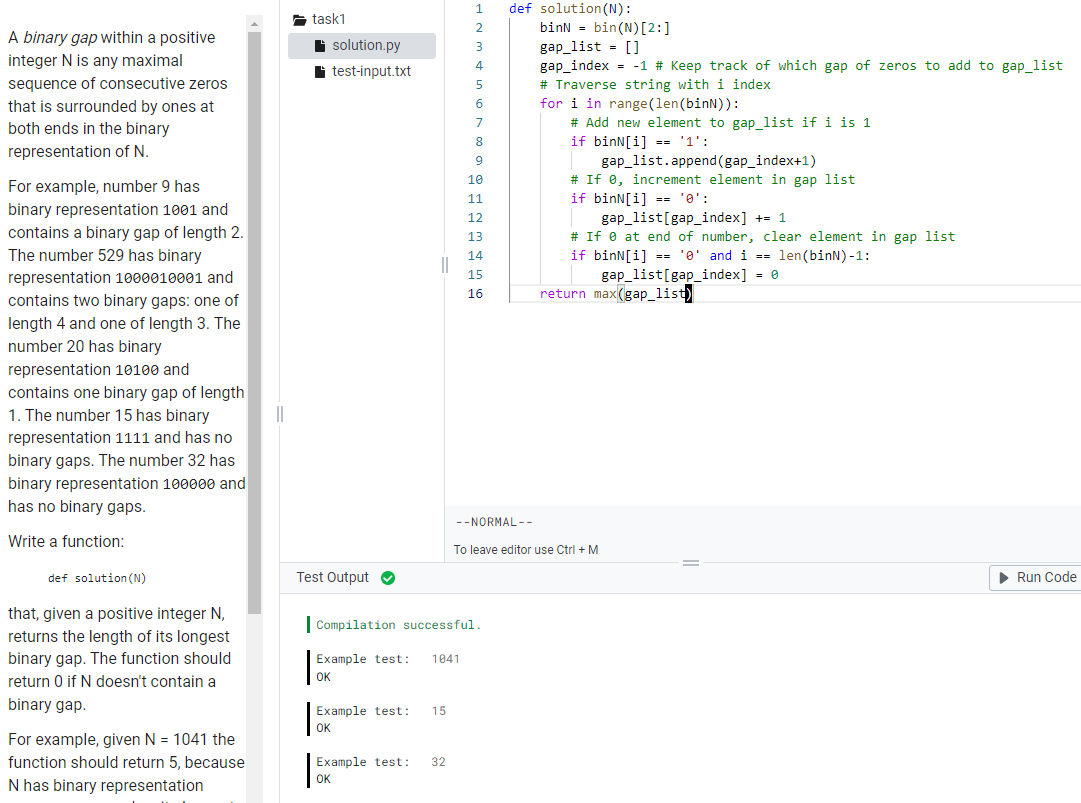 A binary gap within a positive
integer N is any maximal
sequence of consecutive zeros
that is surrounded by ones at
both ends in the binary
representation of N.
For example, number 9 has
binary representation 1001 and
contains a binary gap of length 2.
The number 529 has binary
representation 1000010001 and
contains two binary gaps: one of
length 4 and one of length 3. The
number 20 has binary
representation 10100 and
contains one binary gap of length
1. The number 15 has binary
representation 1111 and has no
binary gaps. The number 32 has
binary representation 100000 and
has no binary gaps.
Write a function:
def solution(N)
that, given a positive integer N,
returns the length of its longest
binary gap. The function should
return 0 if N doesn't contain a
binary gap.
For example, given N = 1041 the
function should return 5, because
N has binary representation
task1
solution.py
test-input.txt
1 def solution(N):
2 binN = bin(N)[2:]
3 gap_list = []
4 gap_index = -1 # Keep track of which gap of zeros to add to gap_list
5 # Traverse string with i index
6 for i in range(len(binN)):
7 # Add new element to gap_list if i is 1
8 if binN[i] == '1':
9 gap_list.append(gap_index+1)
10 # If 0, increment element in gap list
11 if binN[i] == '0':
12 gap_list[gap_index] += 1
13 # If 0 at end of number, clear element in gap list
14 if binN[i] == '0' and i == len(binN)-1:
15 gap_list[gap_index] = 0
16 return max(gap_list)
--NORMAL--
To leave editor use Ctrl + M
Test Output
Run Code
Compilation successful.
Example test: 1041
OK
Example test: 15
OK
Example test: 32
OK